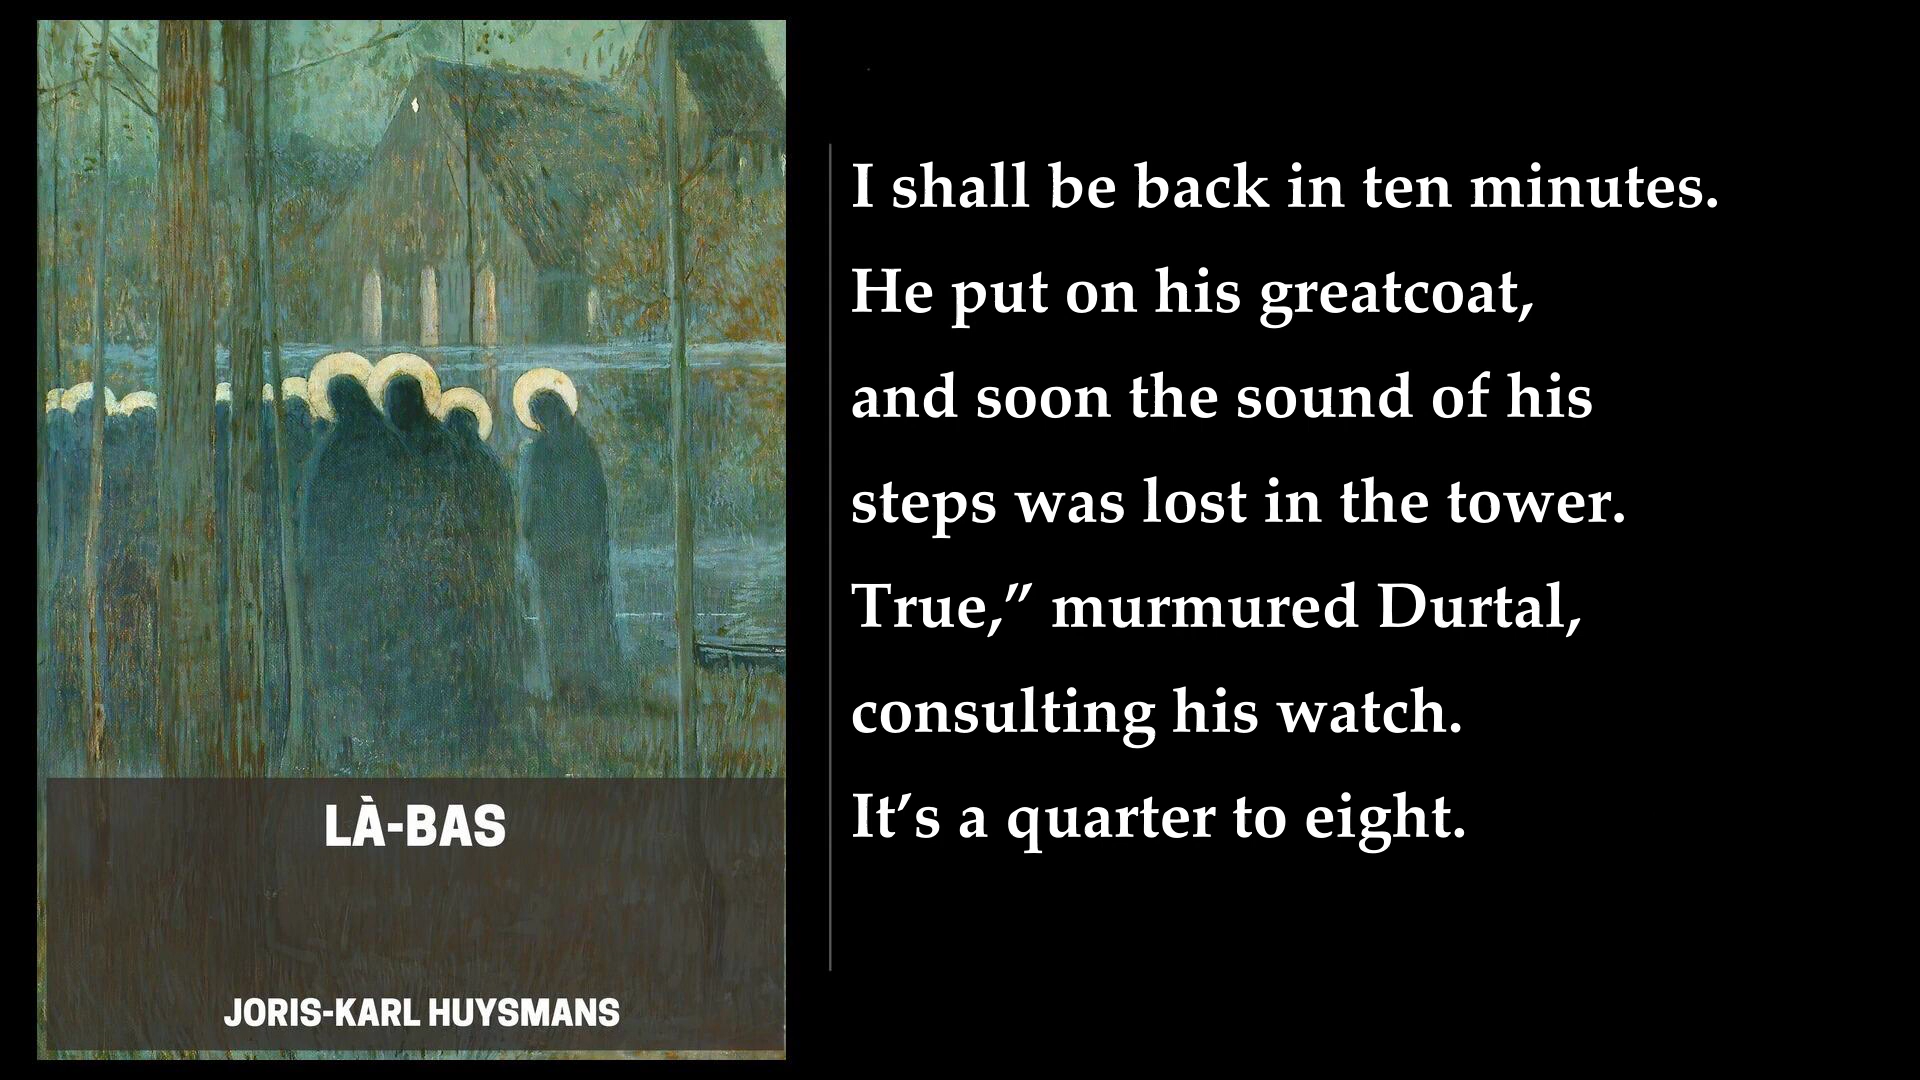 LÀ-BAS
JORIS-KARL HUYSMANS
I shall be back in ten minutes.
He put on his greatcoat,
and soon the sound of his
steps was lost in the tower.
True,” murmured Durtal,
consulting his watch.
It’s a quarter to eight.